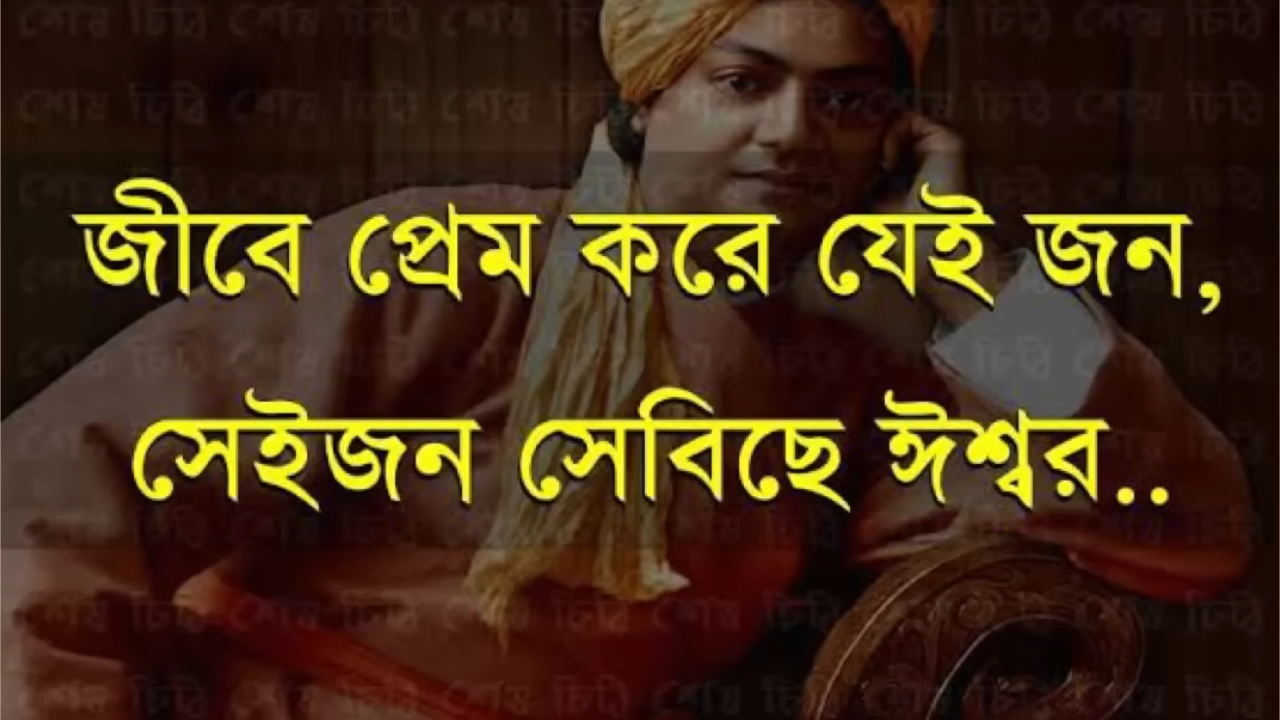 জীবে প্রেম করে যেই জন,
সেইজন সেবিছে ঈশ্বর..